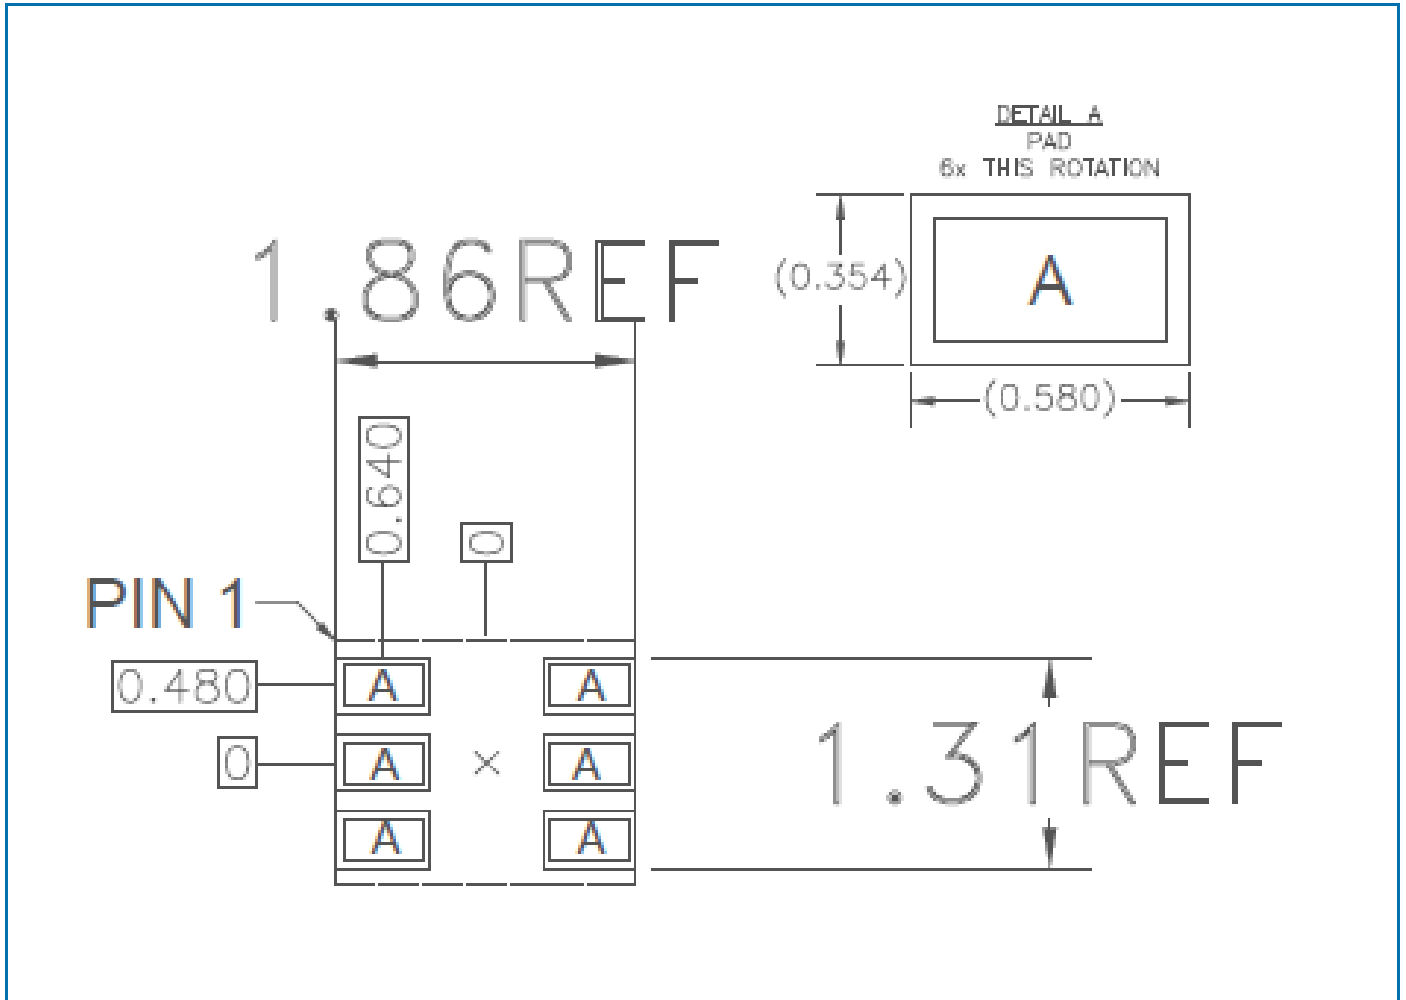 DETAIL A
PAD
6x THIS ROTATION
1.86REF
(0.354)
A
(0.580)
0.640
0
PIN 1
0.480
A A
0
A × A
1.31REF
A A